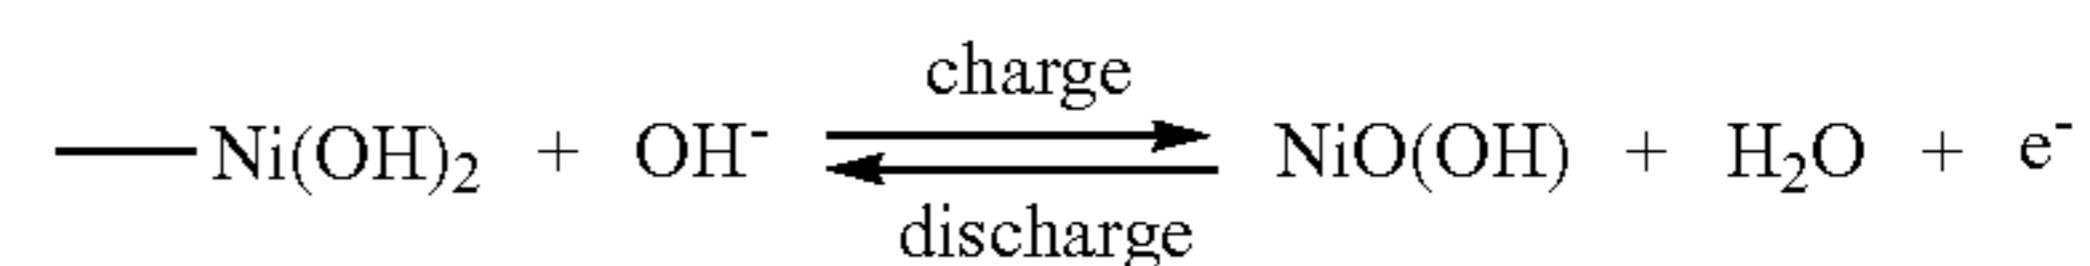 charge
—Ni(OH)₂ + OH⁻ ⇌ NiO(OH) + H₂O + e⁻
discharge